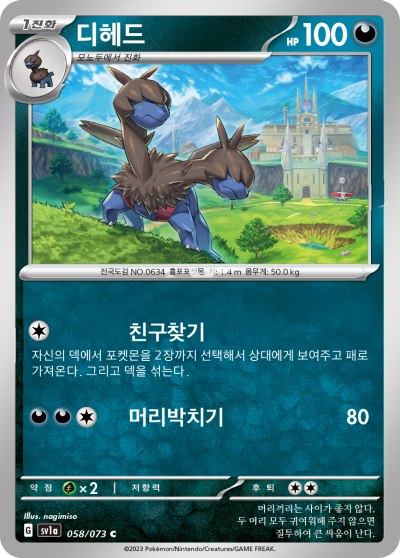 1진화
디헤드
HP 100
모노두에서 진화
전국도감 NO.0634 흉포포켓몬 키: 1.4 m 몸무게: 50.0 kg
친구찾기
자신의 덱에서 포켓몬을 2장까지 선택해서 상대에게 보여주고 패로
가져온다. 그리고 덱을 섞는다.
머리박치기 80
약점 ×2 저항력 후퇴
Illus. nagimiso
G sv1a 058/073 C
머리끼리는 사이가 좋지 않다.
두 머리 모두 귀여워해 주지 않으면
질투하여 큰 싸움이 난다.
©2023 Pokémon/Nintendo/Creatures/GAME FREAK.